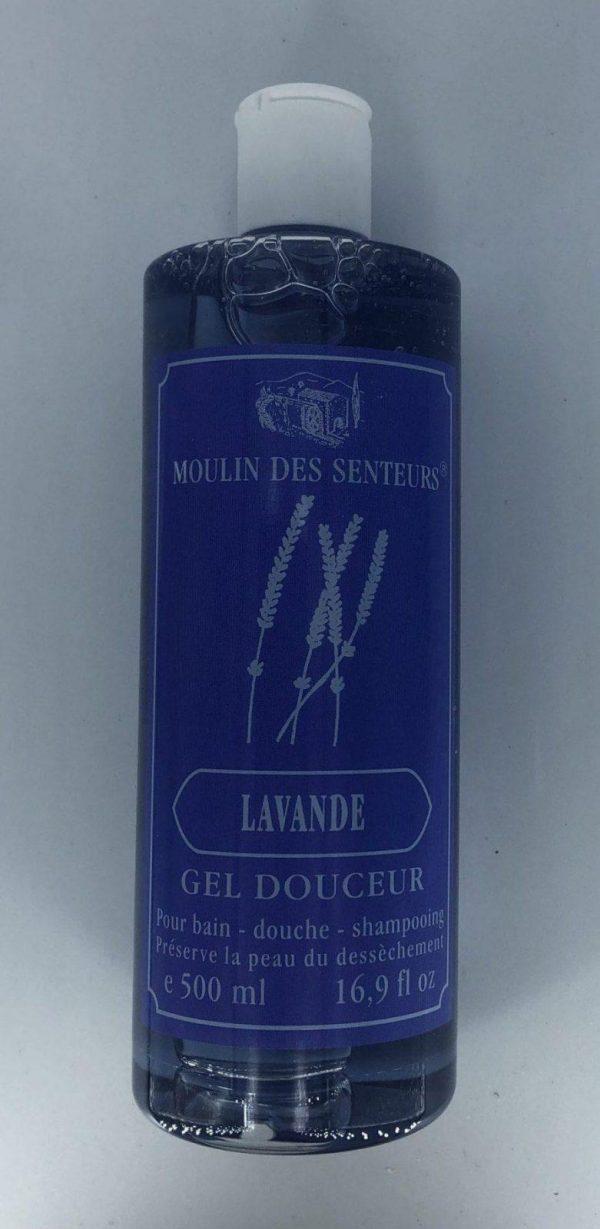 MOULIN DES SENTEURS®
LAVANDE
GEL DOUCEUR
Pour bain - douche - shampooing
Préserve la peau du dessèchement
e 500 ml 16,9 fl oz